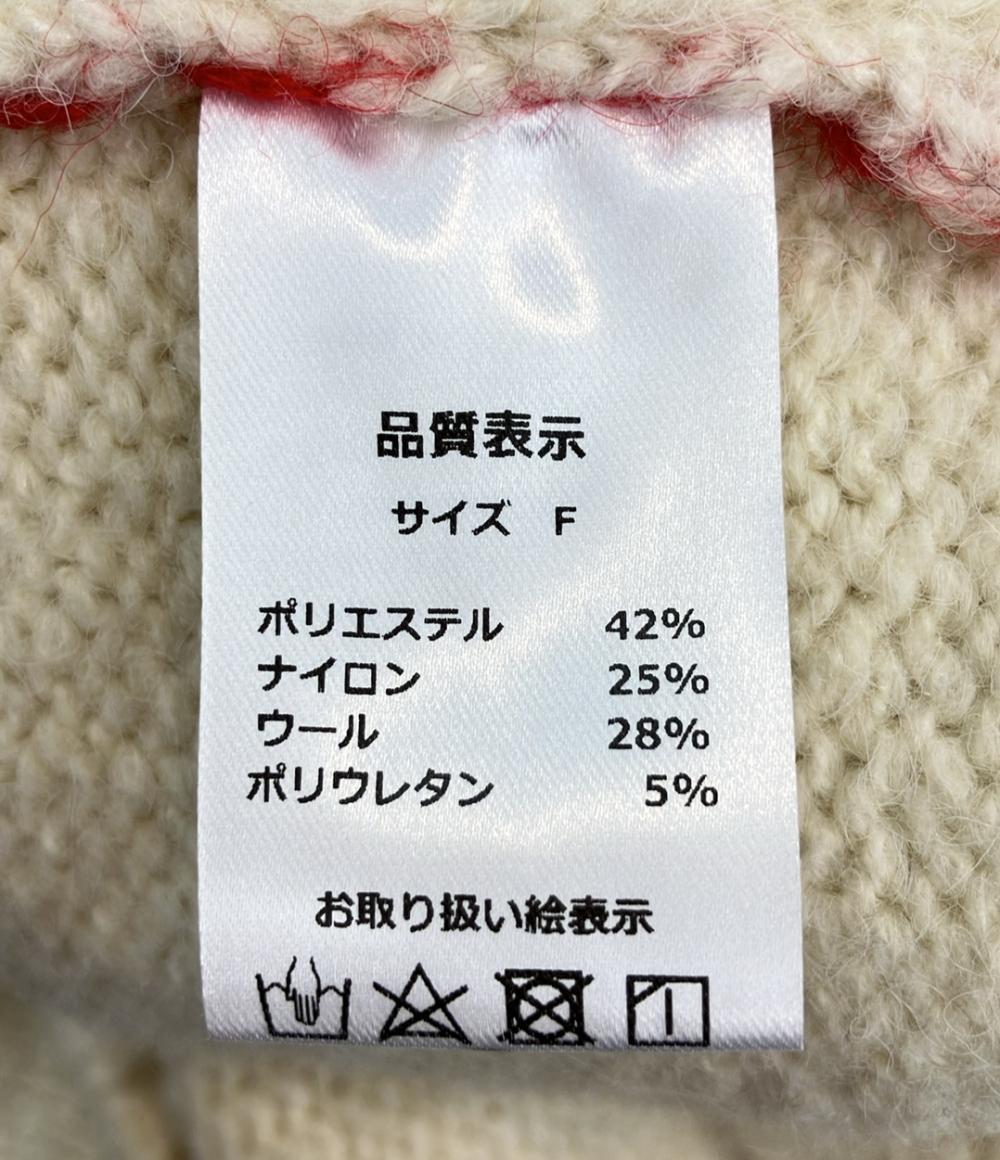 品質表示
サイズ F
ポリエステル 42%
ナイロン 25%
ウール 28%
ポリウレタン 5%
お取り扱い絵表示